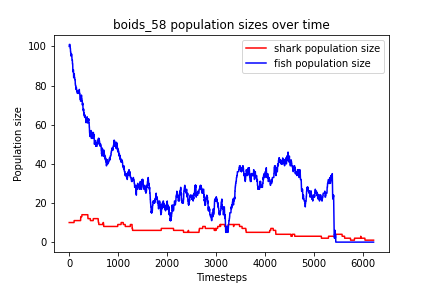 boids_58 population sizes over time
shark population size
fish population size
Population size
100
80
60
40
20
0
0 1000 2000 3000 4000 5000 6000
Timesteps